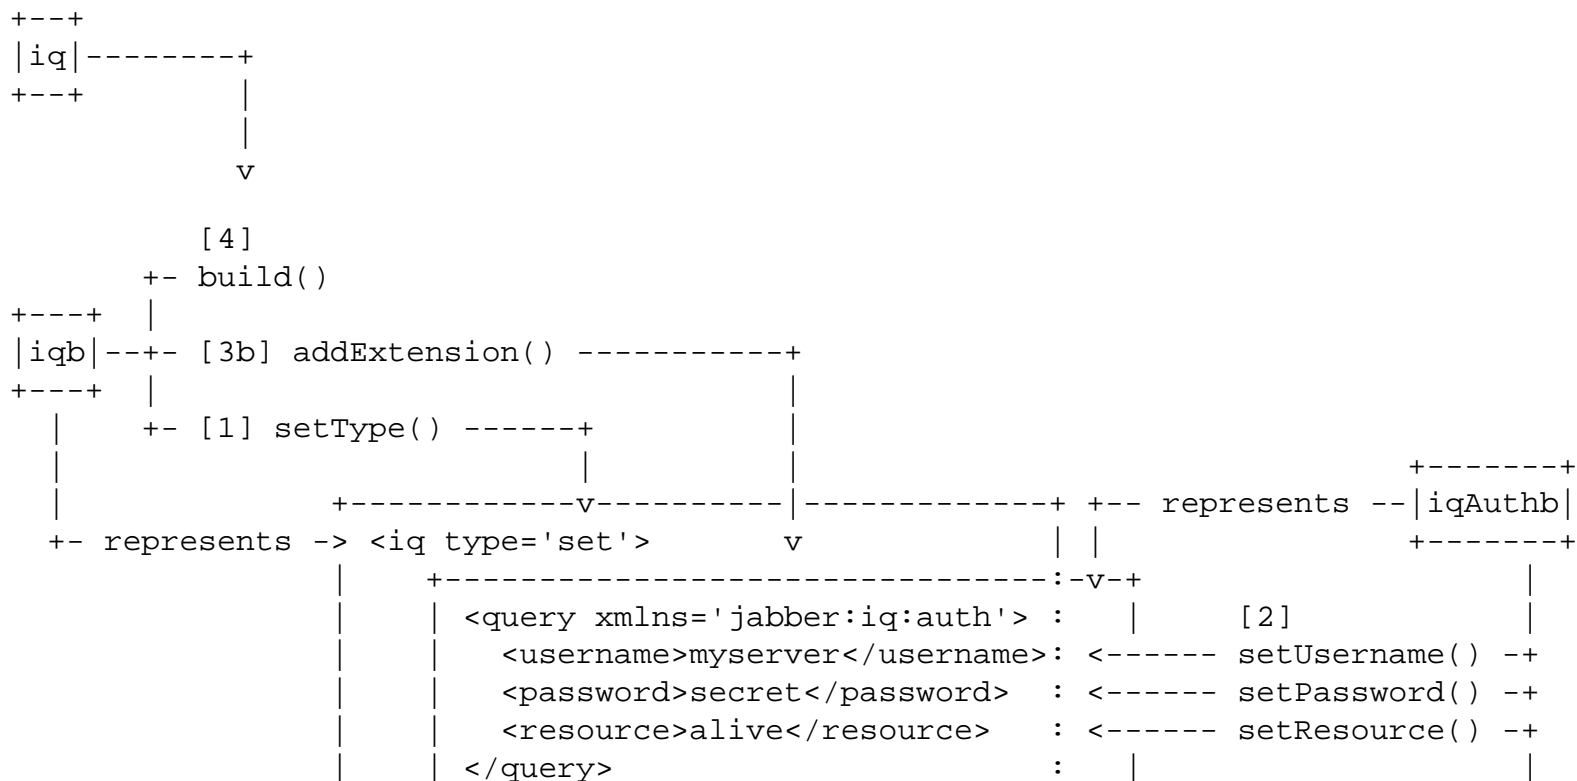 +--+
|iq|--------+
+--+        |
            |
            v
          [4]
       +- build()
+---+  |
|iqb|--+- [3b] addExtension() -----------+
+---+  |                                 |
  |    +- [1] setType() ------+          |
  |                           |          |                                +-------+
  |              +------------v----------|-------------+ +-- represents --|iqAuthb|
  +- represents -> <iq type='set'>       v             | |                +-------+
                 |    +--------------------------------:-v-+                    |
                 |    | <query xmlns='jabber:iq:auth'> :   |     [2]            |
                 |    |   <username>myserver</username>: <------ setUsername() -+
                 |    |   <password>secret</password>  : <------ setPassword() -+
                 |    |   <resource>alive</resource>   : <------ setResource() -+
                 |    | </query>                       :   |                    |